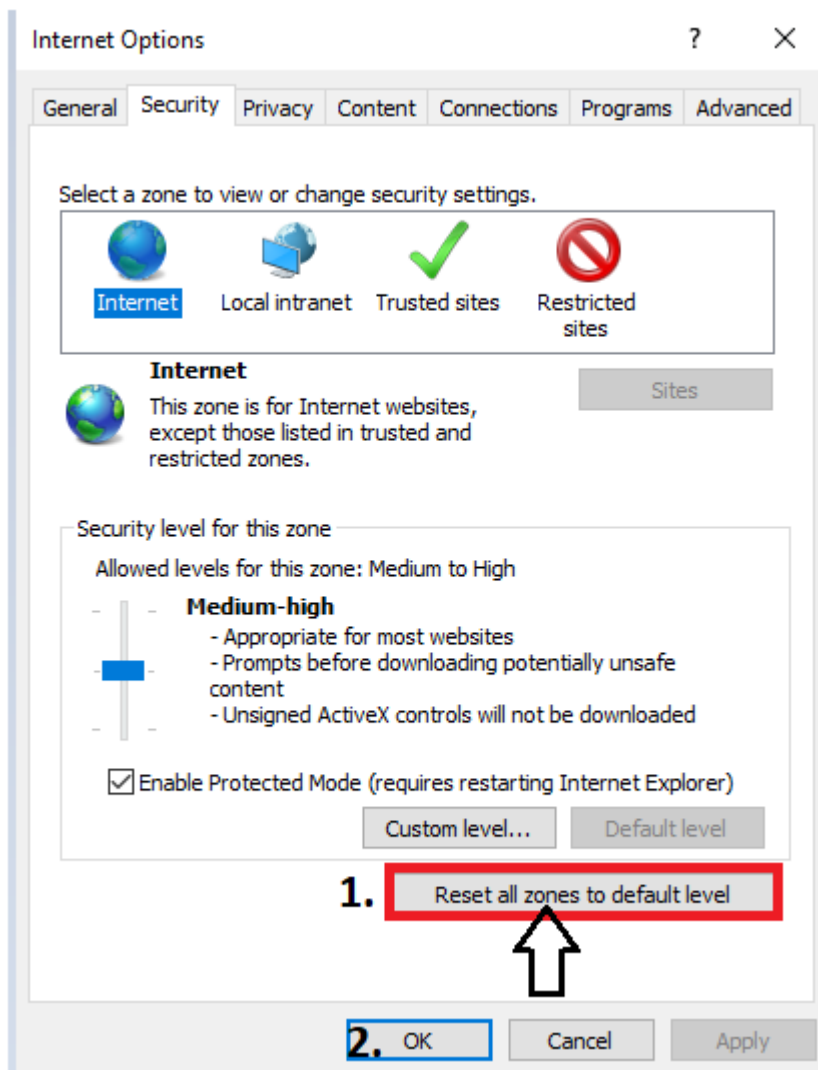 Internet Options ? ✕
General Security Privacy Content Connections Programs Advanced
Select a zone to view or change security settings.
Internet Local intranet Trusted sites Restricted
sites
Internet
Sites
This zone is for Internet websites,
except those listed in trusted and
restricted zones.
Security level for this zone
Allowed levels for this zone: Medium to High
Medium-high
- Appropriate for most websites
- Prompts before downloading potentially unsafe
content
- Unsigned ActiveX controls will not be downloaded
Enable Protected Mode (requires restarting Internet Explorer)
Custom level... Default level
1. Reset all zones to default level
2. OK Cancel Apply